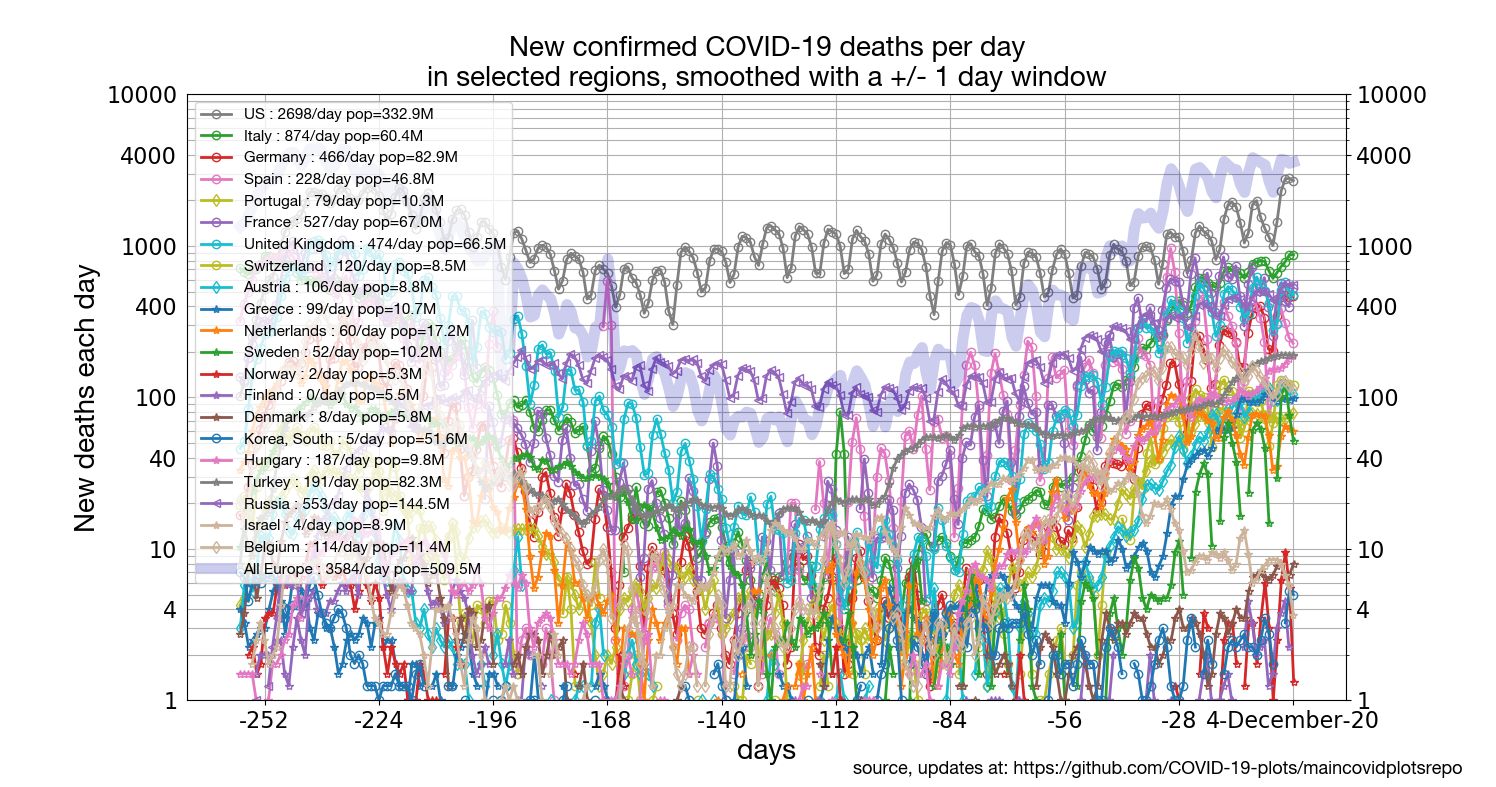 New confirmed COVID-19 deaths per day
in selected regions, smoothed with a +/- 1 day window
New deaths each day
10000
4000
1000
400
100
40
10
4
1
US : 2698/day pop=332.9M
Italy : 874/day pop=60.4M
Germany : 466/day pop=82.9M
Spain : 228/day pop=46.8M
Portugal : 79/day pop=10.3M
France : 527/day pop=67.0M
United Kingdom : 474/day pop=66.5M
Switzerland : 120/day pop=8.5M
Austria : 106/day pop=8.8M
Greece : 99/day pop=10.7M
Netherlands : 60/day pop=17.2M
Sweden : 52/day pop=10.2M
Norway : 2/day pop=5.3M
Finland : 0/day pop=5.5M
Denmark : 8/day pop=5.8M
Korea, South : 5/day pop=51.6M
Hungary : 187/day pop=9.8M
Turkey : 191/day pop=82.3M
Russia : 553/day pop=144.5M
Israel : 4/day pop=8.9M
Belgium : 114/day pop=11.4M
All Europe : 3584/day pop=509.5M
10000
4000
1000
400
100
40
10
4
1
-252 -224 -196 -168 -140 -112 -84 -56 -28 4-December-20
days
source, updates at: https://github.com/COVID-19-plots/maincovidplotsrepo